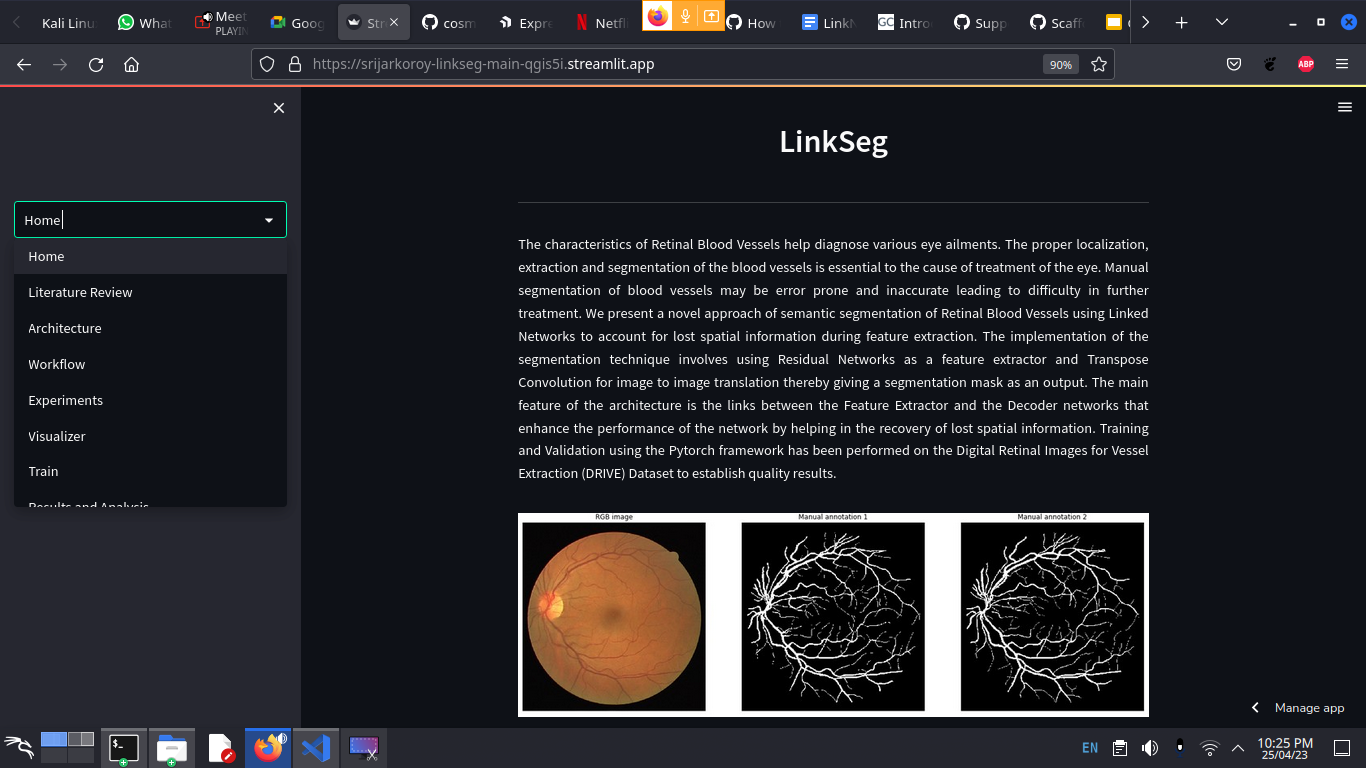 Kali Linu
What
Meet
PLAYIN
Goog
Str
cosm
Expre
Netfli
How
LinkN
GC
Intro
Supp
Scaff
https://srijarkoroy-linkseg-main-qgis5i.streamlit.app
90%
ABP
LinkSeg
Home
Home
Literature Review
Architecture
Workflow
Experiments
Visualizer
Train
Results and Analysis
The characteristics of Retinal Blood Vessels help diagnose various eye ailments. The proper localization,
extraction and segmentation of the blood vessels is essential to the cause of treatment of the eye. Manual
segmentation of blood vessels may be error prone and inaccurate leading to difficulty in further
treatment. We present a novel approach of semantic segmentation of Retinal Blood Vessels using Linked
Networks to account for lost spatial information during feature extraction. The implementation of the
segmentation technique involves using Residual Networks as a feature extractor and Transpose
Convolution for image to image translation thereby giving a segmentation mask as an output. The main
feature of the architecture is the links between the Feature Extractor and the Decoder networks that
enhance the performance of the network by helping in the recovery of lost spatial information. Training
and Validation using the Pytorch framework has been performed on the Digital Retinal Images for Vessel
Extraction (DRIVE) Dataset to establish quality results.
RGB image
Manual annotation 1
Manual annotation 2
Manage app
EN
10:25 PM
25/04/23